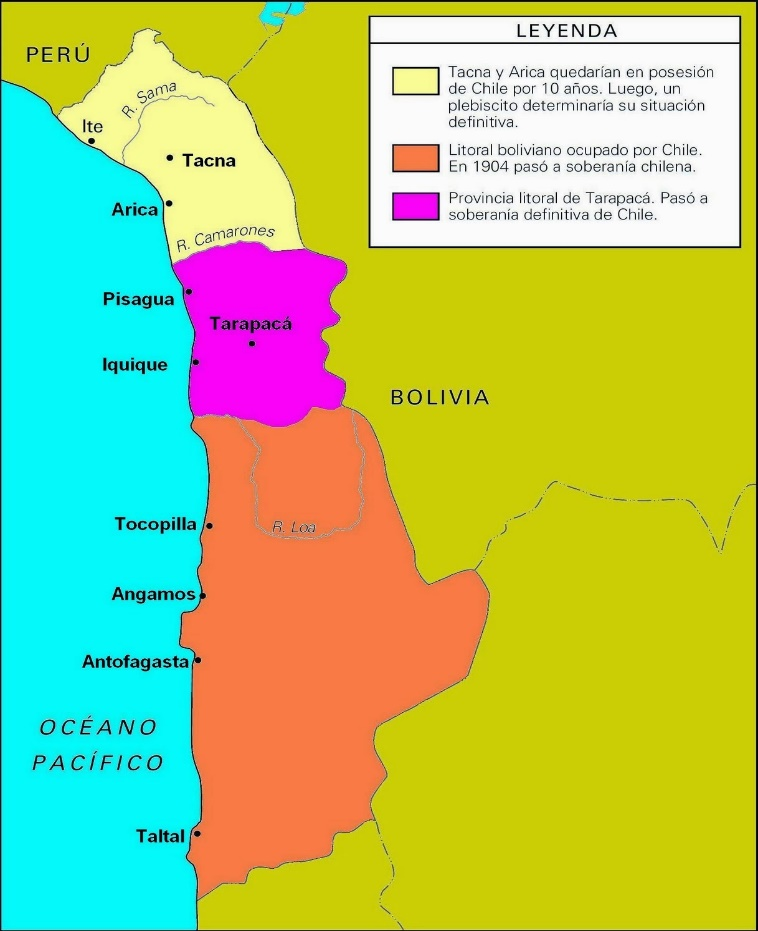 LEYENDA
Tacna y Arica quedarían en posesión
de Chile por 10 años. Luego, un
plebiscito determinaría su situación
definitiva.
Litoral boliviano ocupado por Chile.
En 1904 pasó a soberanía chilena.
Provincia litoral de Tarapacá. Pasó a
soberanía definitiva de Chile.
PERÚ
R. Sama
Ite
Tacna
Arica
R. Camarones
Pisagua
Tarapacá
Iquique
BOLIVIA
Tocopilla
R. Loa
Angamos
Antofagasta
OCÉANO
PACÍFICO
Taltal